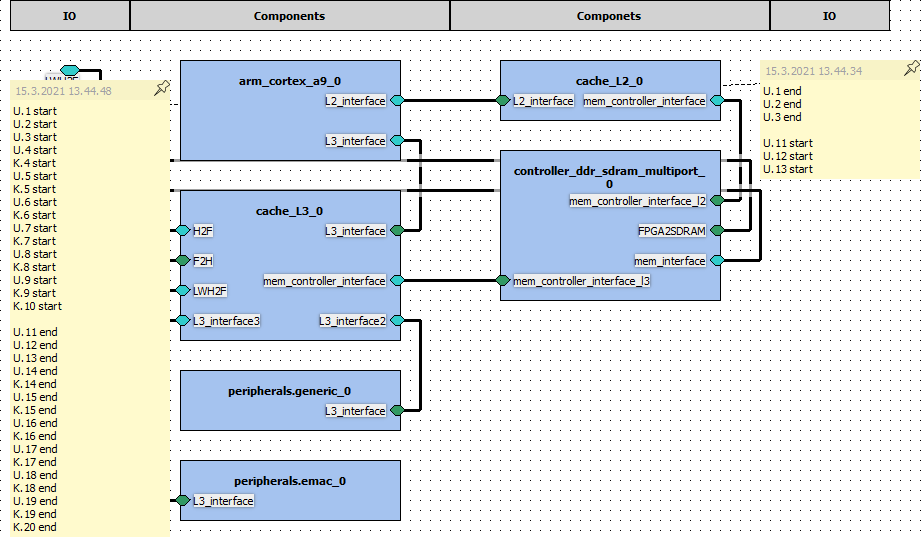 IO
Components
Componets
IO
15.3.2021 13.44.48
U.1 start
U.2 start
U.3 start
U.4 start
K.4 start
U.5 start
K.5 start
U.6 start
K.6 start
U.7 start
K.7 start
U.8 start
K.8 start
U.9 start
K.9 start
K.10 start
U.11 end
U.12 end
U.13 end
U.14 end
K.14 end
U.15 end
K.15 end
U.16 end
K.16 end
U.17 end
K.17 end
U.18 end
K.18 end
U.19 end
K.19 end
K.20 end
arm_cortex_a9_0
L2_interface
L3_interface
cache_L3_0
H2F
L3_interface
F2H
mem_controller_interface
LWH2F
L3_interface3
L3_interface2
peripherals.generic_0
L3_interface
peripherals.emac_0
L3_interface
cache_L2_0
L2_interface
mem_controller_interface
controller_ddr_sdram_multiport_
0
mem_controller_interface_l2
FPGA2SDRAM
mem_interface
mem_controller_interface_l3
15.3.2021 13.44.34
U.1 end
U.2 end
U.3 end
U.11 start
U.12 start
U.13 start